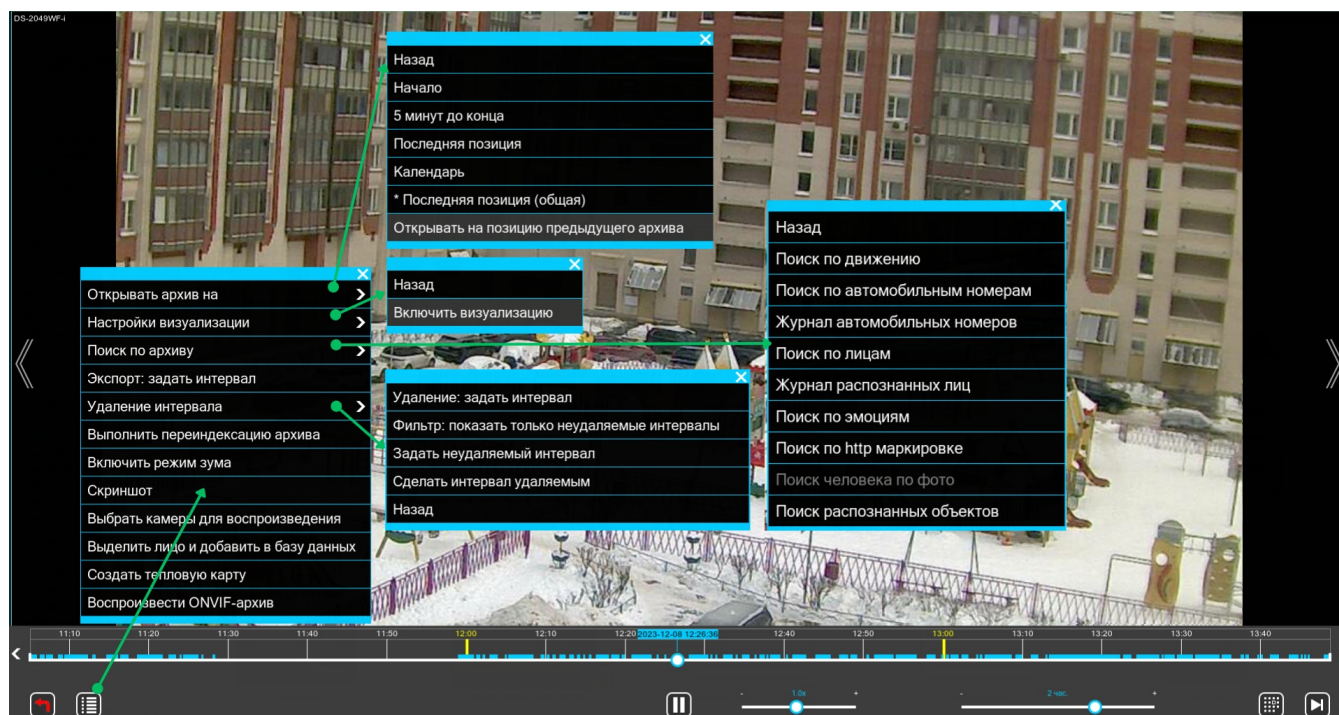 DS-2049WF-i
Назад
Начало
5 минут до конца
Последняя позиция
Календарь
* Последняя позиция (общая)
Открывать на позицию предыдущего архива
Назад
Включить визуализацию
Открывать архив на
Настройки визуализации
Поиск по архиву
Экспорт: задать интервал
Удаление интервала
Выполнить переиндексацию архива
Включить режим зума
Скриншот
Выбрать камеры для воспроизведения
Выделить лицо и добавить в базу данных
Создать тепловую карту
Воспроизвести ONVIF-архив
Удаление: задать интервал
Фильтр: показать только неудаляемые интервалы
Задать неудаляемый интервал
Сделать интервал удаляемым
Назад
Назад
Поиск по движению
Поиск по автомобильным номерам
Журнал автомобильных номеров
Поиск по лицам
Журнал распознанных лиц
Поиск по эмоциям
Поиск по http маркировке
Поиск человека по фото
Поиск распознанных объектов
11:10 11:20 11:30 11:40 11:50 12:00 12:10 12:20 2023-12-08 12:26:36 12:40 12:50 13:00 13:10 13:20 13:30 13:40
- 1.0x + - 2 час. +